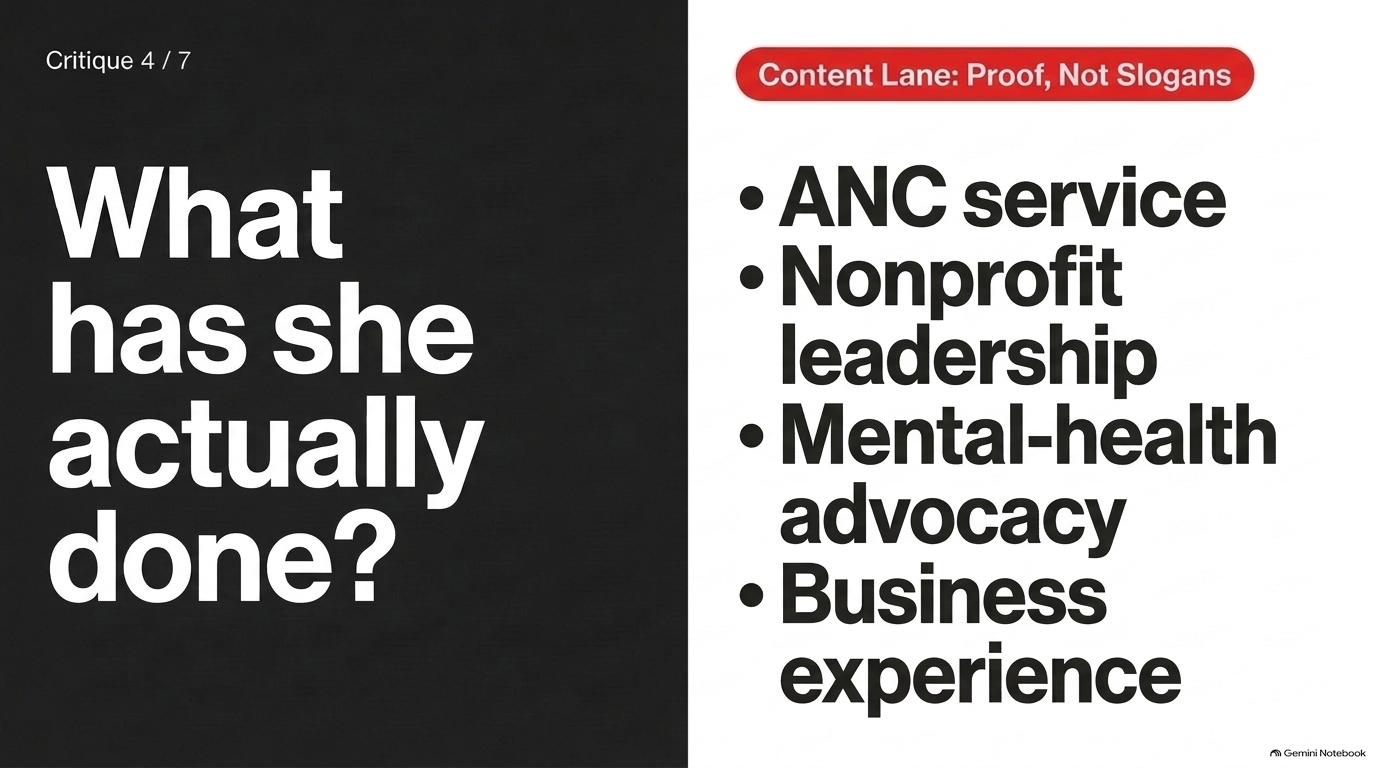 Critique 4 / 7
What
has she
actually
done?
Content Lane: Proof, Not Slogans
• ANC service
• Nonprofit
leadership
• Mental-health
advocacy
• Business
experience
Gemini Notebook